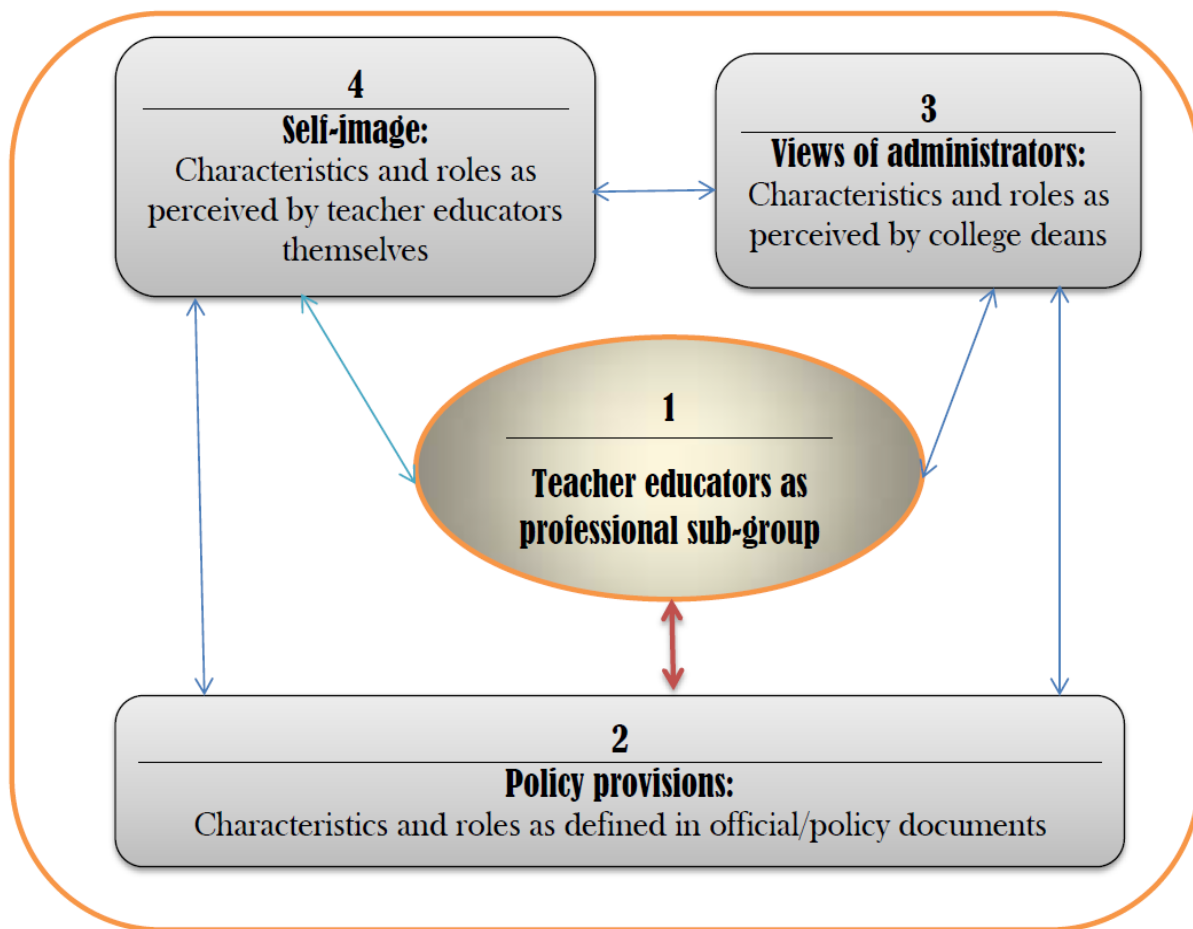 4
Self-image:
Characteristics and roles as
perceived by teacher educators
themselves
3
Views of administrators:
Characteristics and roles as
perceived by college deans
1
Teacher educators as
professional sub-group
2
Policy provisions:
Characteristics and roles as defined in official/policy documents